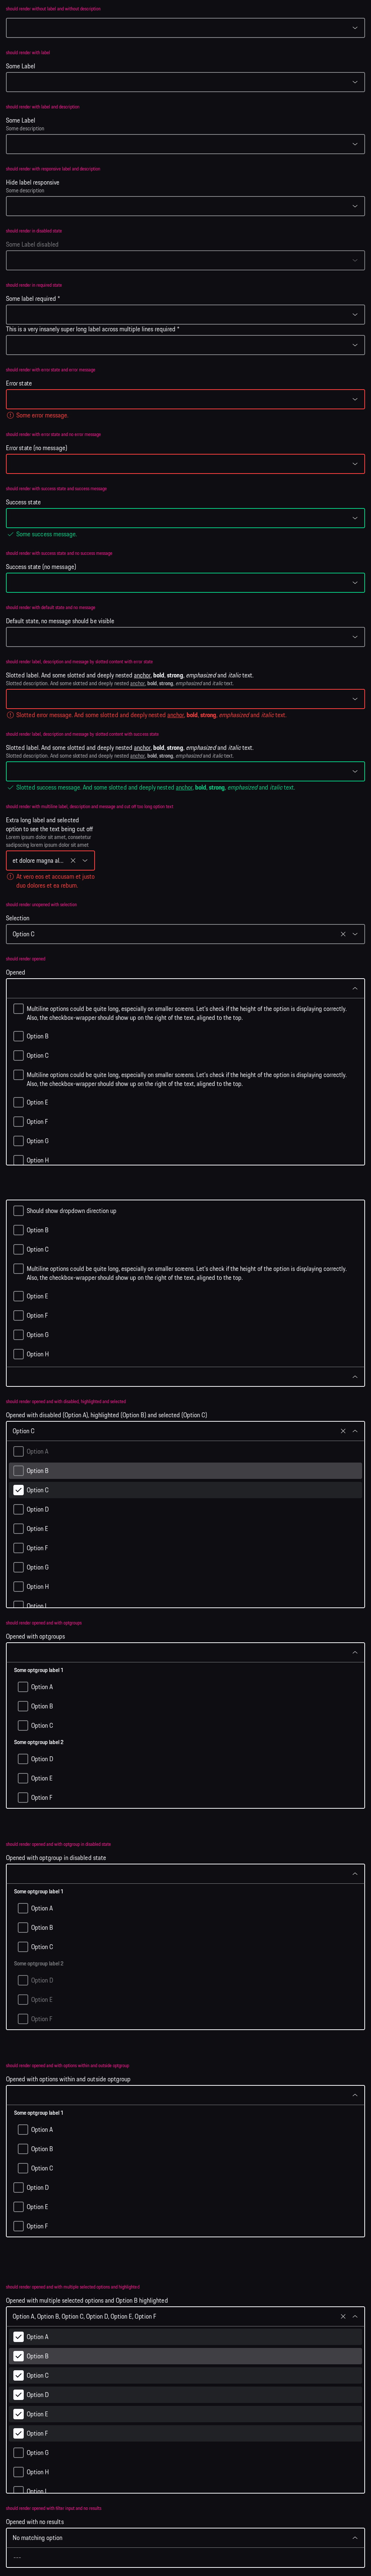 should render without label and without description
should render with label
Some Label
should render with label and description
Some Label
Some description
should render with responsive label and description
Hide label responsive
Some description
should render in disabled state
Some Label disabled
should render in required state
Some label required *
This is a very insanely super long label across multiple lines required *
should render with error state and error message
Error state
Some error message.
should render with error state and no error message
Error state (no message)
should render with success state and success message
Success state
Some success message.
should render with success state and no success message
Success state (no message)
should render with default state and no message
Default state, no message should be visible
should render label, description and message by slotted content with error state
Slotted label. And some slotted and deeply nested anchor, bold, strong, emphasized and italic text.
Slotted description. And some slotted and deeply nested anchor, bold, strong, emphasized and italic text.
Slotted error message. And some slotted and deeply nested anchor, bold, strong, emphasized and italic text.
should render label, description and message by slotted content with success state
Slotted label. And some slotted and deeply nested anchor, bold, strong, emphasized and italic text.
Slotted description. And some slotted and deeply nested anchor, bold, strong, emphasized and italic text.
Slotted success message. And some slotted and deeply nested anchor, bold, strong, emphasized and italic text.
should render with multiline label, description and message and cut off too long option text
Extra long label and selected
option to see the text being cut off
Lorem ipsum dolor sit amet, consetetur
sadipscing lorem ipsum dolor sit amet
et dolore magna al...
At vero eos et accusam et justo
duo dolores et ea rebum.
should render unopened with selection
Selection
Option C
should render opened
Opened
Multiline options could be quite long, especially on smaller screens. Let's check if the height of the option is displaying correctly.
Also, the checkbox-wrapper should show up on the right of the text, aligned to the top.
Option B
Option C
Multiline options could be quite long, especially on smaller screens. Let's check if the height of the option is displaying correctly.
Also, the checkbox-wrapper should show up on the right of the text, aligned to the top.
Option E
Option F
Option G
Option H
Should show dropdown direction up
Option B
Option C
Multiline options could be quite long, especially on smaller screens. Let's check if the height of the option is displaying correctly.
Also, the checkbox-wrapper should show up on the right of the text, aligned to the top.
Option E
Option F
Option G
Option H
should render opened and with disabled, highlighted and selected
Opened with disabled (Option A), highlighted (Option B) and selected (Option C)
Option C
Option A
Option B
Option C
Option D
Option E
Option F
Option G
Option H
Option I
should render opened and with optgroups
Opened with optgroups
Some optgroup label 1
Option A
Option B
Option C
Some optgroup label 2
Option D
Option E
Option F
should render opened and with optgroup in disabled state
Opened with optgroup in disabled state
Some optgroup label 1
Option A
Option B
Option C
Some optgroup label 2
Option D
Option E
Option F
should render opened and with options within and outside optgroup
Opened with options within and outside optgroup
Some optgroup label 1
Option A
Option B
Option C
Option D
Option E
Option F
should render opened and with multiple selected options and highlighted
Opened with multiple selected options and Option B highlighted
Option A, Option B, Option C, Option D, Option E, Option F
Option A
Option B
Option C
Option D
Option E
Option F
Option G
Option H
Option I
should render opened with filter input and no results
Opened with no results
No matching option
---